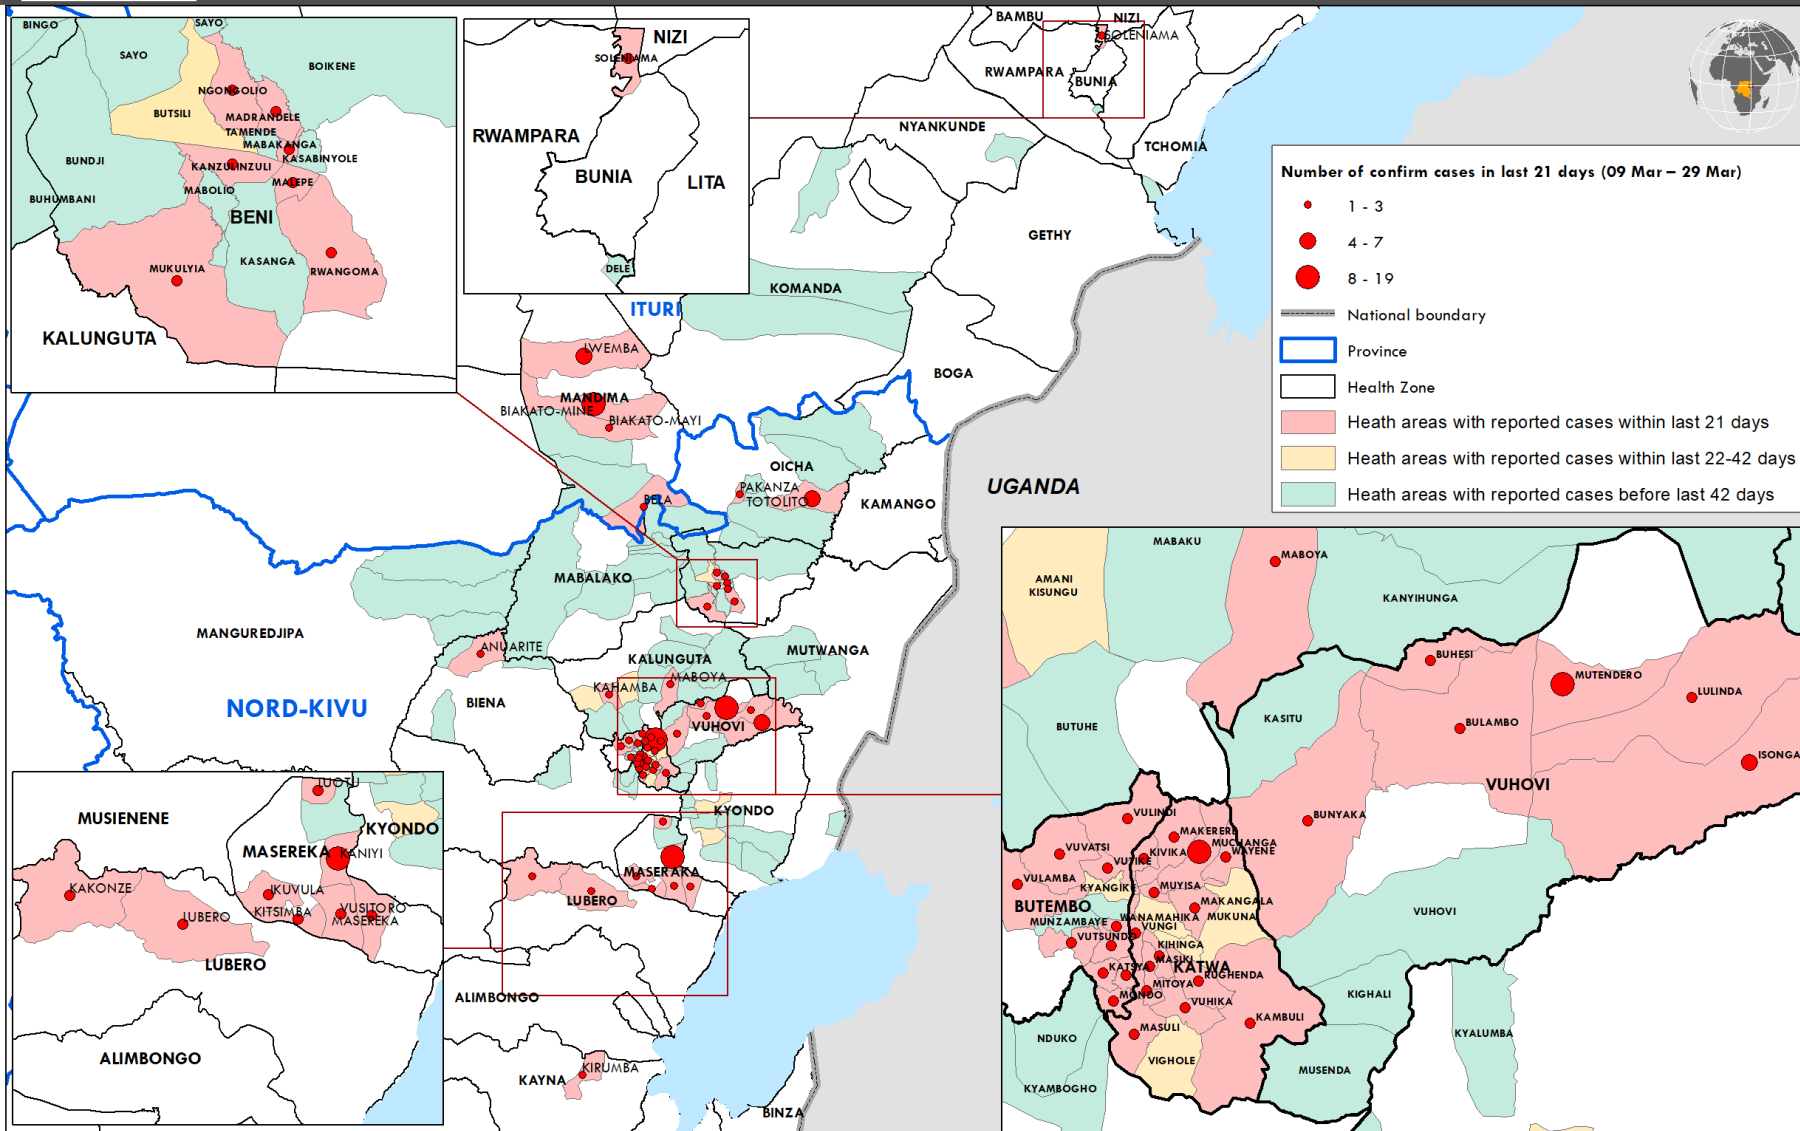 BINGO
SAYO
SAYO
BOIKENE
NGONGOLIO
BUTSILI
MADRANDELE
TAMENDE
MABAKANGA
KASABINYOLE
BUNDJI
KANZULINZULI
MALEPE
MABOLIO
BUHUMBANI
BENI
KASANGA
MUKULYIA
RWANGOMA
KALUNGUTA
NIZI
SOLENIAMA
RWAMPARA
BUNIA
LITA
DELE
BAMBU
NIZI
SOLENIAMA
RWAMPARA
BUNIA
NYANKUNDE
TCHOMIA
GETHY
KOMANDA
ITURI
LWEMBA
BOGA
MANDIMA
BIAKATO-MINE
BIAKATO-MAYI
OICHA
PAKANZA
TOTOLITO
BELA
KAMANGO
UGANDA
MABALAKO
MANGUREDJIPA
ANUARITE
MUTWANGA
KALUNGUTA
MABOYA
KAHAMBA
BIENA
NORD-KIVU
VUHOVI
KYONDO
MASERAKA
LUBERO
ALIMBONGO
KAYNA
KIRUMBA
BINZA
Number of confirm cases in last 21 days (09 Mar – 29 Mar)
1 - 3
4 - 7
8 - 19
National boundary
Province
Health Zone
Heath areas with reported cases within last 21 days
Heath areas with reported cases within last 22-42 days
Heath areas with reported cases before last 42 days
LUOTU
MUSIENENE
KYONDO
MASEREKA
KANIYI
KAKONZE
IKUVULA
KITSIMBA
VUSITORO
MASEREKA
LUBERO
LUBERO
ALIMBONGO
MABAKU
MABOYA
AMANI
KISUNGU
KANYIHUNGA
BUHESI
MUTENDERO
LULINDA
KASITU
BULAMBO
BUTUHE
ISONGA
VUHOVI
VULINDI
BUNYAKA
MAKERERE
MUCHANGA
VUVATSI
KIVIKA
WAYENE
VUTIKE
VULAMBA
KYANGIKE
MUYISA
MAKANGALA
BUTEMBO
WANAMAHIKA
MUKUNA
MUNZAMBAYE
VUNGI
VUHOVI
VUTSUNDO
KIHINGA
MASIKI
KATSYA
KATWA
RUGHENDA
MITOYA
MONDO
VUHIKA
KIGHALI
KAMBULI
MASULI
NDUKO
KYALUMBA
VIGHOLE
MUSENDA
KYAMBOGHO